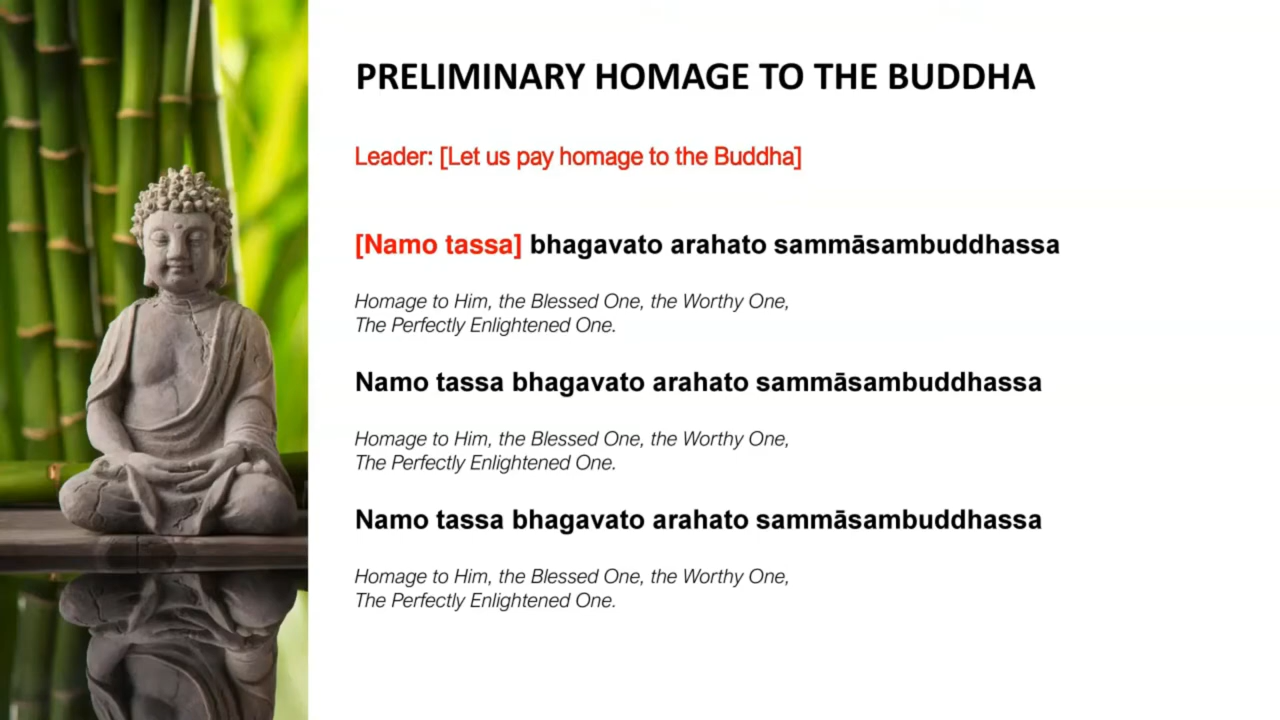 PRELIMINARY HOMAGE TO THE BUDDHA
Leader: [Let us pay homage to the Buddha]
[Namo tassa] bhagavato arahato sammāsambuddhassa
Homage to Him, the Blessed One, the Worthy One,
The Perfectly Enlightened One.
Namo tassa bhagavato arahato sammāsambuddhassa
Homage to Him, the Blessed One, the Worthy One,
The Perfectly Enlightened One.
Namo tassa bhagavato arahato sammāsambuddhassa
Homage to Him, the Blessed One, the Worthy One,
The Perfectly Enlightened One.